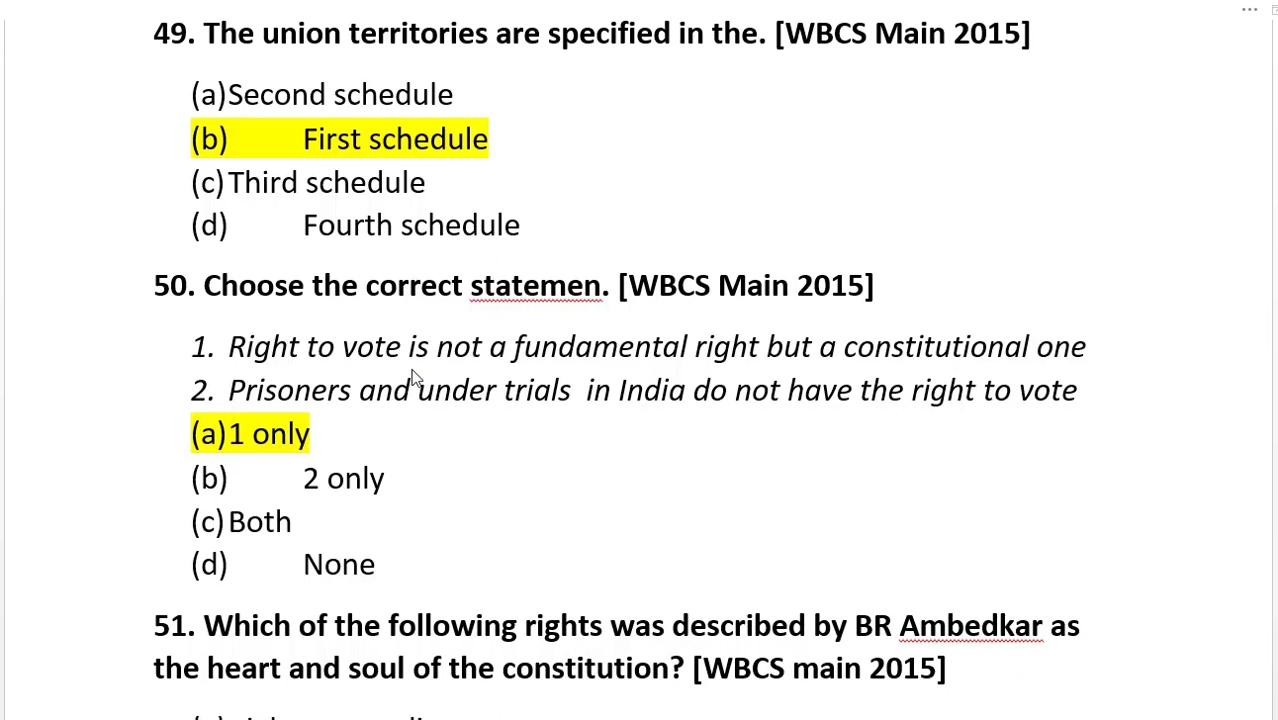 49. The union territories are specified in the. [WBCS Main 2015]
(a) Second schedule
(b) First schedule
(c) Third schedule
(d) Fourth schedule
50. Choose the correct statemen. [WBCS Main 2015]
1. Right to vote is not a fundamental right but a constitutional one
2. Prisoners and under trials in India do not have the right to vote
(a) 1 only
(b) 2 only
(c) Both
(d) None
51. Which of the following rights was described by BR Ambedkar as
the heart and soul of the constitution? [WBCS main 2015]